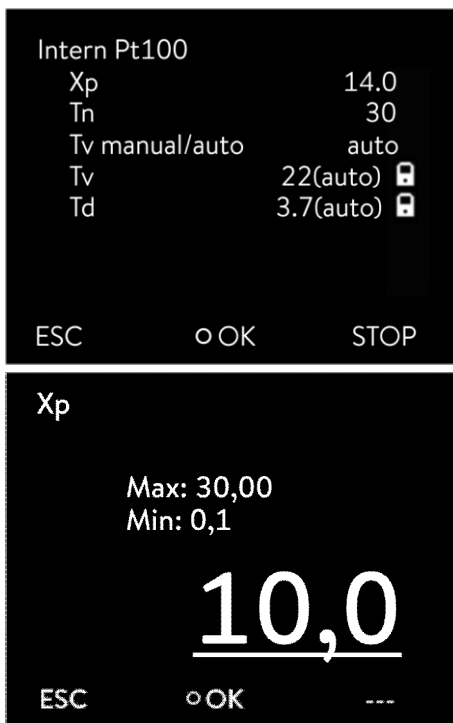 Intern Pt100
Xp 14.0
Tn 30
Tv manual/auto auto
Tv 22(auto)
Td 3.7(auto)
ESC OK STOP
Xp
Max: 30,00
Min: 0,1
10,0
ESC OK ---